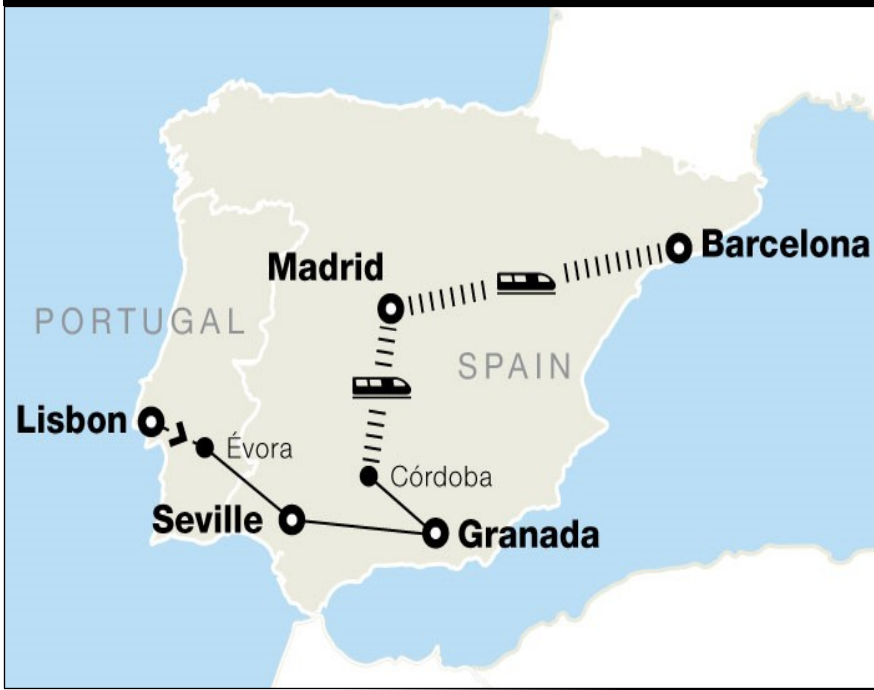 Barcelona
Madrid
PORTUGAL
SPAIN
Lisbon
Évora
Córdoba
Seville
Granada